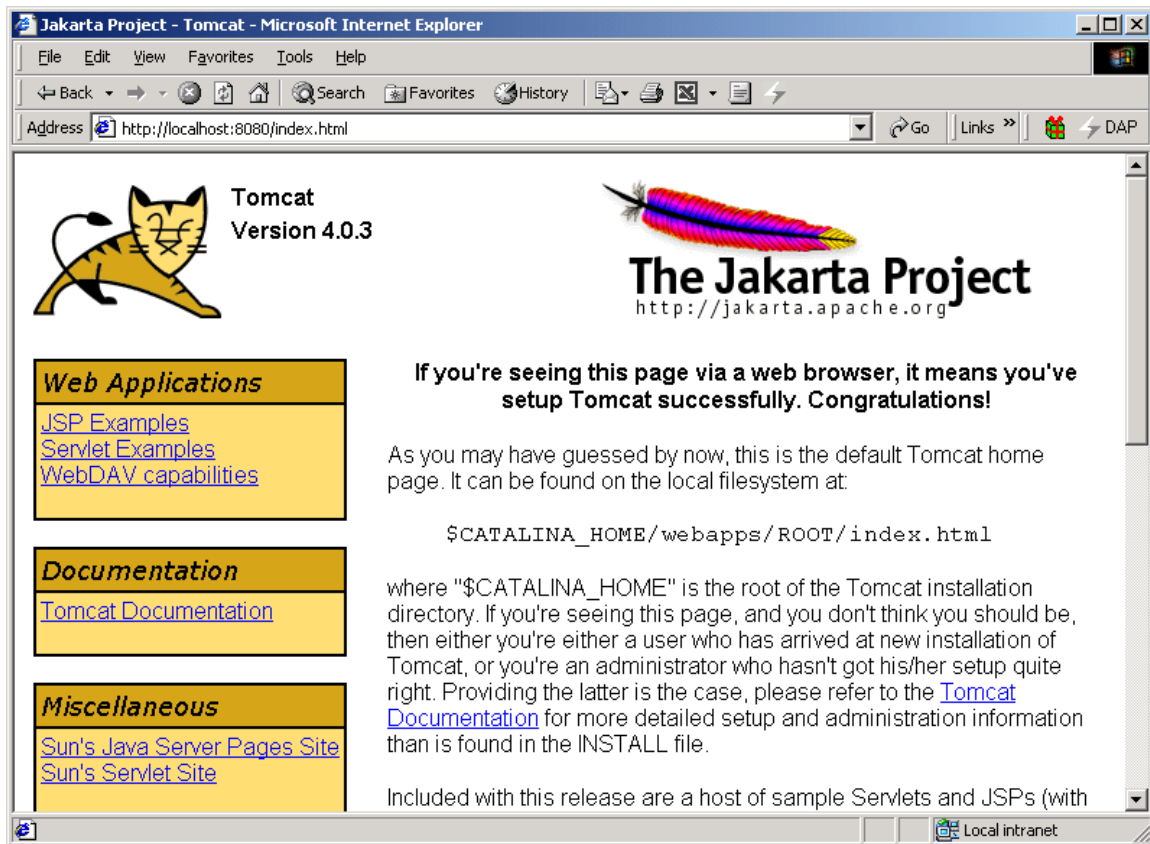 Jakarta Project - Tomcat - Microsoft Internet Explorer
File Edit View Favorites Tools Help
Back Search Favorites History
Address http://localhost:8080/index.html Go Links » DAP
Tomcat
Version 4.0.3
The Jakarta Project
http://jakarta.apache.org
Web Applications
JSP Examples
Servlet Examples
WebDAV capabilities
Documentation
Tomcat Documentation
Miscellaneous
Sun's Java Server Pages Site
Sun's Servlet Site
If you're seeing this page via a web browser, it means you've
setup Tomcat successfully. Congratulations!
As you may have guessed by now, this is the default Tomcat home
page. It can be found on the local filesystem at:
$CATALINA_HOME/webapps/ROOT/index.html
where "$CATALINA_HOME" is the root of the Tomcat installation
directory. If you're seeing this page, and you don't think you should be,
then either you're either a user who has arrived at new installation of
Tomcat, or you're an administrator who hasn't got his/her setup quite
right. Providing the latter is the case, please refer to the Tomcat
Documentation for more detailed setup and administration information
than is found in the INSTALL file.
Included with this release are a host of sample Servlets and JSPs (with
Local intranet